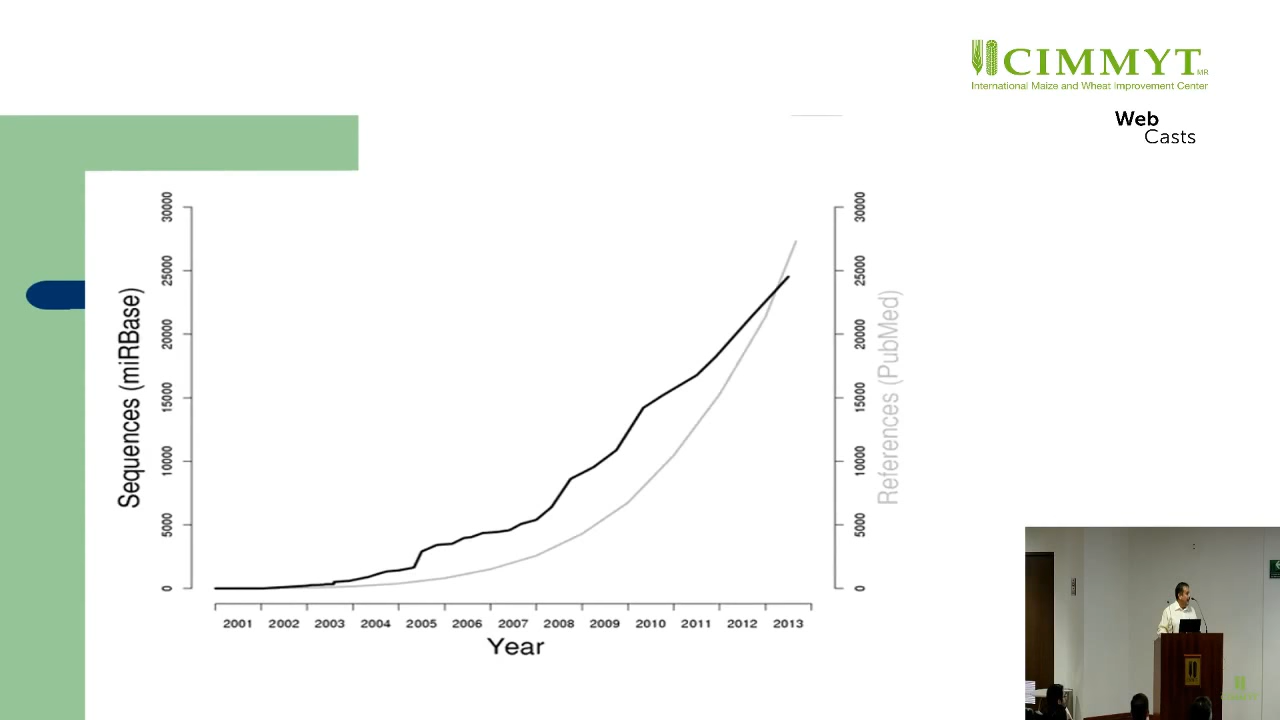 CIMMYT MR
International Maize and Wheat Improvement Center
Web
Casts
30000
25000
20000
15000
10000
5000
0
Sequences (miRBase)
30000
25000
20000
15000
10000
5000
0
References (PubMed)
2001 2002 2003 2004 2005 2006 2007 2008 2009 2010 2011 2012 2013
Year